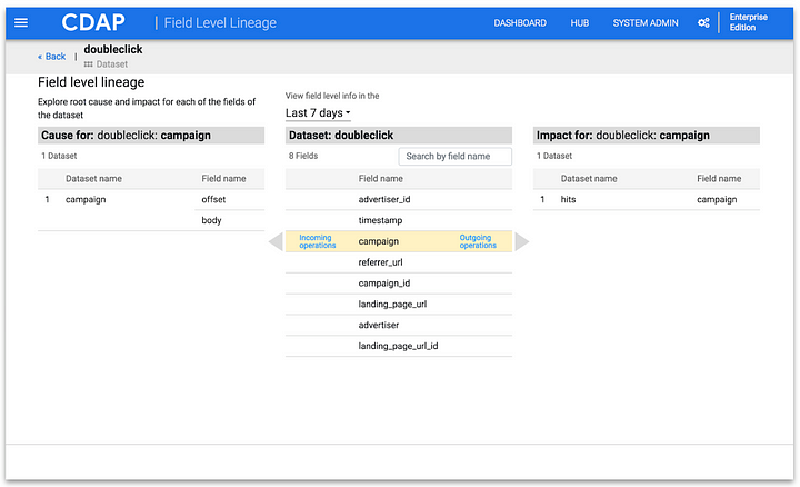 CDAP | Field Level Lineage
DASHBOARD HUB SYSTEM ADMIN Enterprise
Edition
« Back | doubleclick
Dataset
Field level lineage
Explore root cause and impact for each of the fields of
the dataset
View field level info in the
Last 7 days
Cause for: doubleclick: campaign
1 Dataset
Dataset name Field name
1 campaign offset
body
Dataset: doubleclick
8 Fields Search by field name
Field name
advertiser_id
timestamp
Incoming
operations
campaign
Outgoing
operations
referrer_url
campaign_id
landing_page_url
advertiser
landing_page_url_id
Impact for: doubleclick: campaign
1 Dataset
Dataset name Field name
1 hits campaign